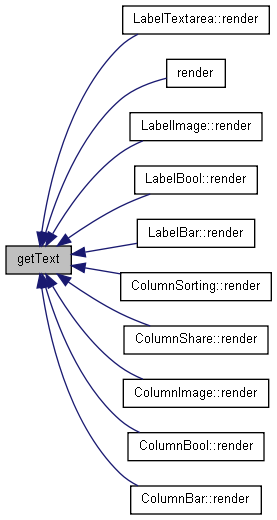 LabelTextarea::render
render
LabelImage::render
LabelBool::render
LabelBar::render
getText
ColumnSorting::render
ColumnShare::render
ColumnImage::render
ColumnBool::render
ColumnBar::render